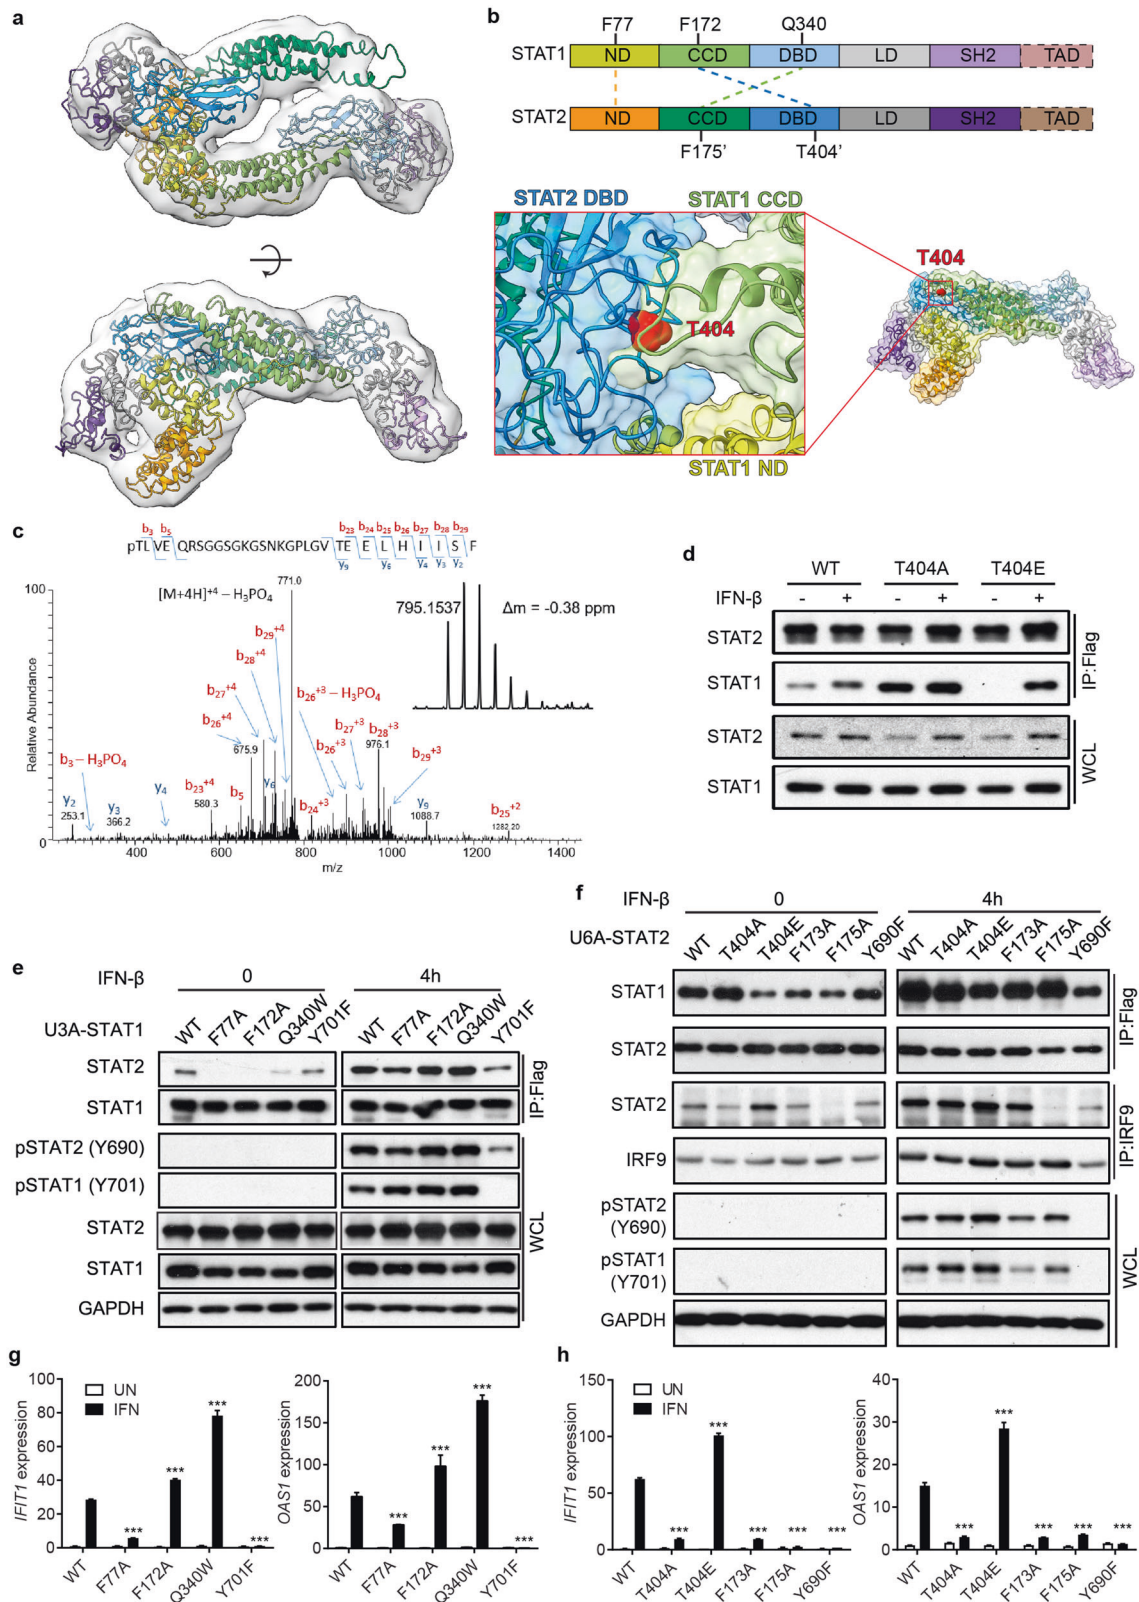 a
b
F77 F172 Q340
STAT1 ND CCD DBD LD SH2 TAD
STAT2 ND CCD DBD LD SH2 TAD
F175' T404'
STAT2 DBD STAT1 CCD
T404
T404
STAT1 ND
c
b3 b5 b23 b24 b25 b26 b27 b28 b29
pTLVEQRSGGSGKGSNKGPLGVTEELHIISF
y9 y6 y4 y3 y2
771.0
100
[M+4H]+4 – H3PO4
795.1537 Δm = -0.38 ppm
b29+4
b28+4
b27+4
b26+4
675.9
b26+3 – H3PO4
b27+3
b28+3
976.1
b26+3
b29+3
b3 – H3PO4
y2
253.1
y3
366.2
y4
b23+4
580.3
b5
y6
b24+3
y9
1088.7
b25+2
1282.20
Relative Abundance
0
400 600 800 1000 1200 1400
m/z
d
WT T404A T404E
IFN-β - + - + - +
STAT2
STAT1
IP:Flag
STAT2
STAT1
WCL
e
IFN-β 0 4h
U3A-STAT1 WT F77A F172A Q340W Y701F WT F77A F172A Q340W Y701F
STAT2
STAT1
IP:Flag
pSTAT2 (Y690)
pSTAT1 (Y701)
STAT2
STAT1
GAPDH
WCL
f
IFN-β 0 4h
U6A-STAT2 WT T404A T404E F173A F175A Y690F WT T404A T404E F173A F175A Y690F
STAT1
STAT2
IP:Flag
STAT2
IRF9
IP:IRF9
pSTAT2
(Y690)
pSTAT1
(Y701)
GAPDH
WCL
g
IFIT1 expression
100
80
60
40
20
0
UN
IFN
*** *** *** ***
WT F77A F172A Q340W Y701F
OAS1 expression
200
150
100
50
0
*** *** *** ***
WT F77A F172A Q340W Y701F
h
IFIT1 expression
150
100
50
0
UN
IFN
*** *** *** *** ***
WT T404A T404E F173A F175A Y690F
OAS1 expression
40
30
20
10
0
*** *** *** *** ***
WT T404A T404E F173A F175A Y690F